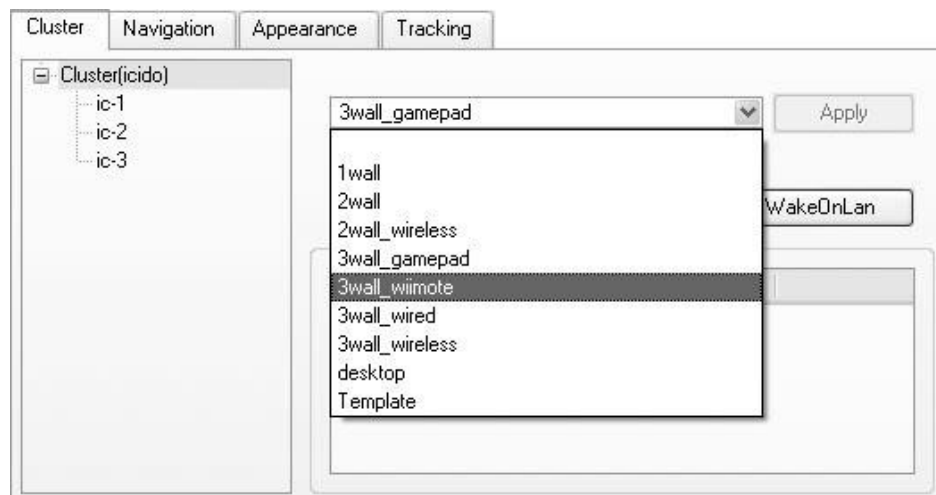 Cluster Navigation Appearance Tracking
Cluster(icido)
ic-1
ic-2
ic-3
3wall_gamepad
Apply
1wall
2wall
2wall_wireless
3wall_gamepad
3wall_wiimote
3wall_wired
3wall_wireless
desktop
Template
WakeOnLan